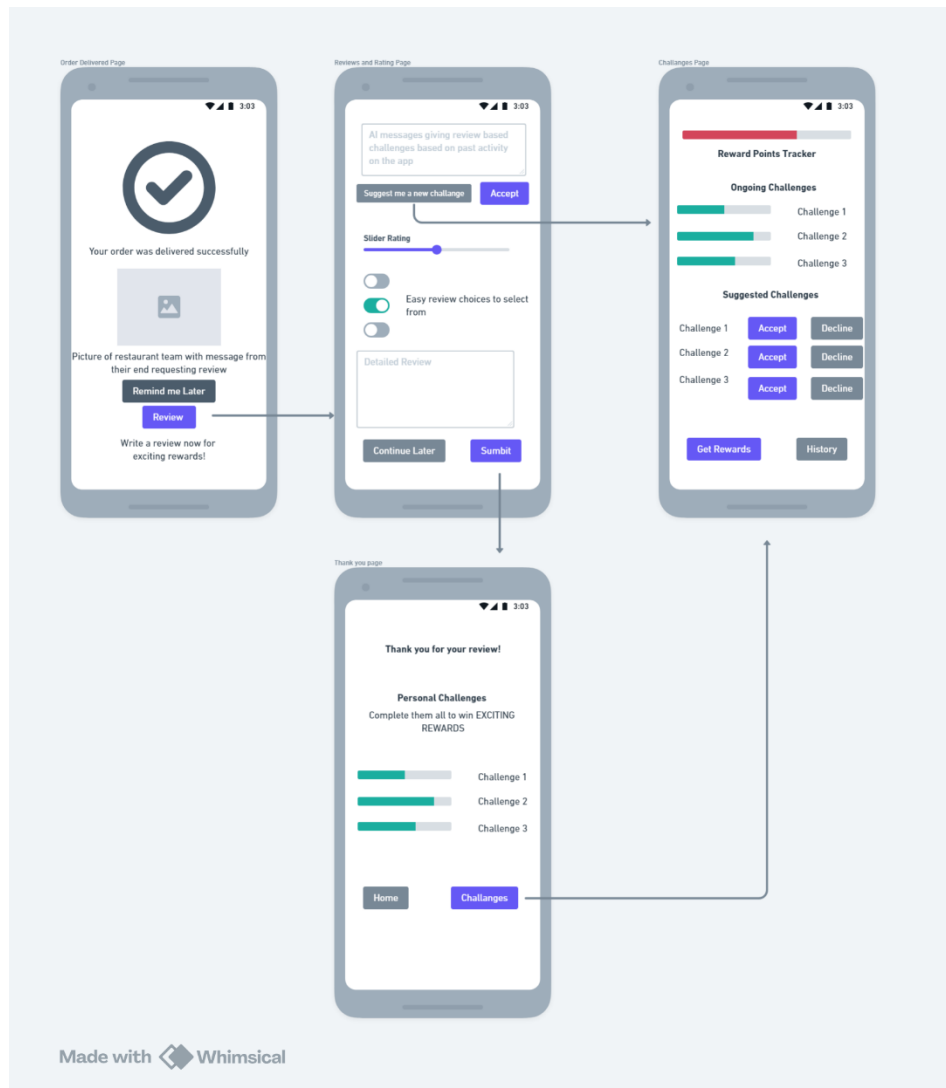 Order Delivered Page
3:03
Your order was delivered successfully
Picture of restaurant team with message from
their end requesting review
Remind me Later
Review
Write a review now for
exciting rewards!
Reviews and Rating Page
3:03
AI messages giving review based
challenges based on past activity
on the app
Suggest me a new challange
Accept
Slider Rating
Easy review choices to select
from
Detailed Review
Continue Later
Sumbit
Challanges Page
3:03
Reward Points Tracker
Ongoing Challenges
Challenge 1
Challenge 2
Challenge 3
Suggested Challenges
Challenge 1
Accept
Decline
Challenge 2
Accept
Decline
Challenge 3
Accept
Decline
Get Rewards
History
Thank you page
3:03
Thank you for your review!
Personal Challenges
Complete them all to win EXCITING
REWARDS
Challenge 1
Challenge 2
Challenge 3
Home
Challanges
Made with Whimsical